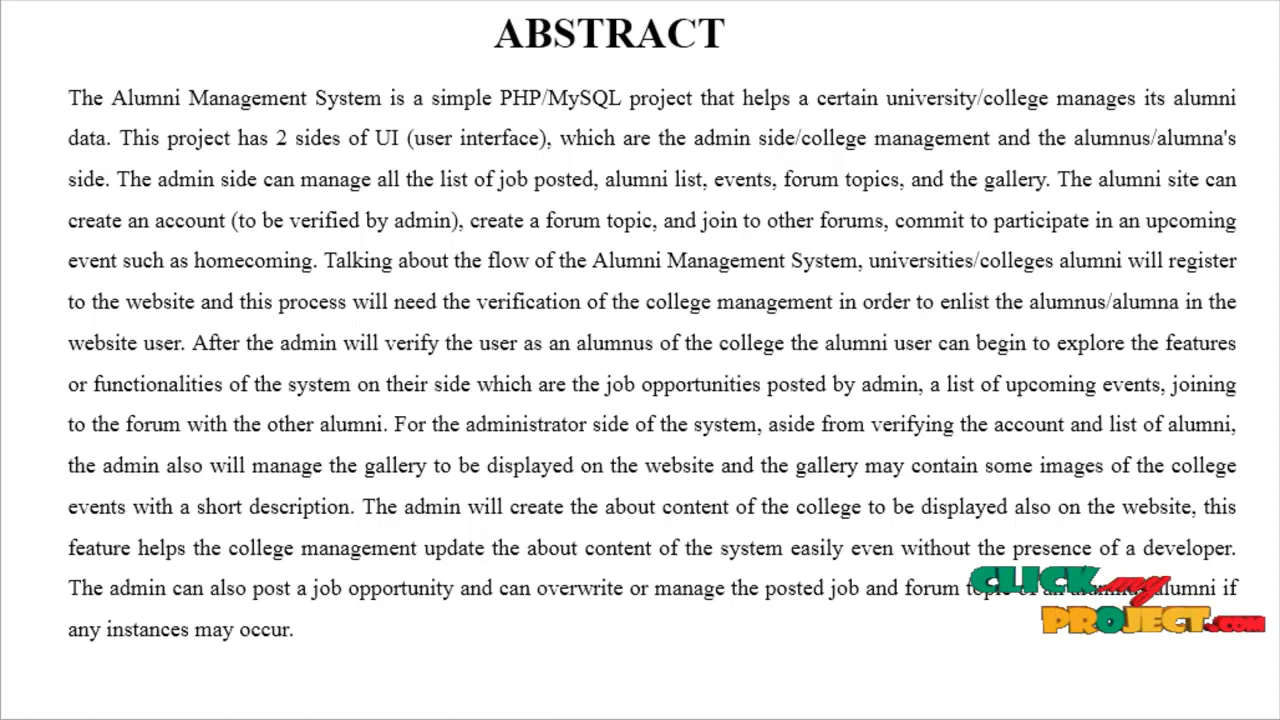 ABSTRACT
The Alumni Management System is a simple PHP/MySQL project that helps a certain university/college manages its alumni
data. This project has 2 sides of UI (user interface), which are the admin side/college management and the alumnus/alumna's
side. The admin side can manage all the list of job posted, alumni list, events, forum topics, and the gallery. The alumni site can
create an account (to be verified by admin), create a forum topic, and join to other forums, commit to participate in an upcoming
event such as homecoming. Talking about the flow of the Alumni Management System, universities/colleges alumni will register
to the website and this process will need the verification of the college management in order to enlist the alumnus/alumna in the
website user. After the admin will verify the user as an alumnus of the college the alumni user can begin to explore the features
or functionalities of the system on their side which are the job opportunities posted by admin, a list of upcoming events, joining
to the forum with the other alumni. For the administrator side of the system, aside from verifying the account and list of alumni,
the admin also will manage the gallery to be displayed on the website and the gallery may contain some images of the college
events with a short description. The admin will create the about content of the college to be displayed also on the website, this
feature helps the college management update the about content of the system easily even without the presence of a developer.
The admin can also post a job opportunity and can overwrite or manage the posted job and forum alumni if
any instances may occur.
CLICK my
PROJECT.COM